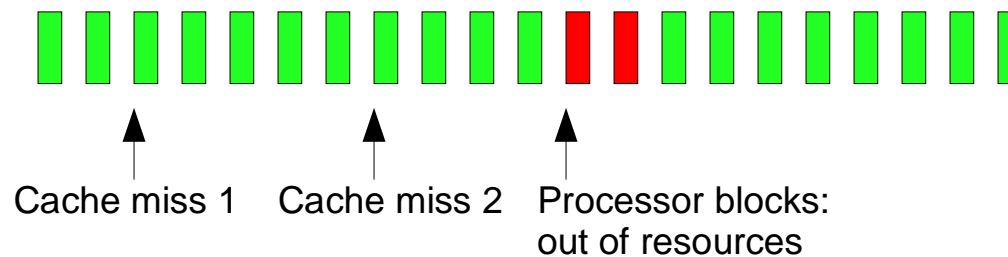 Cache miss 1
Cache miss 2
Processor blocks:
out of resources